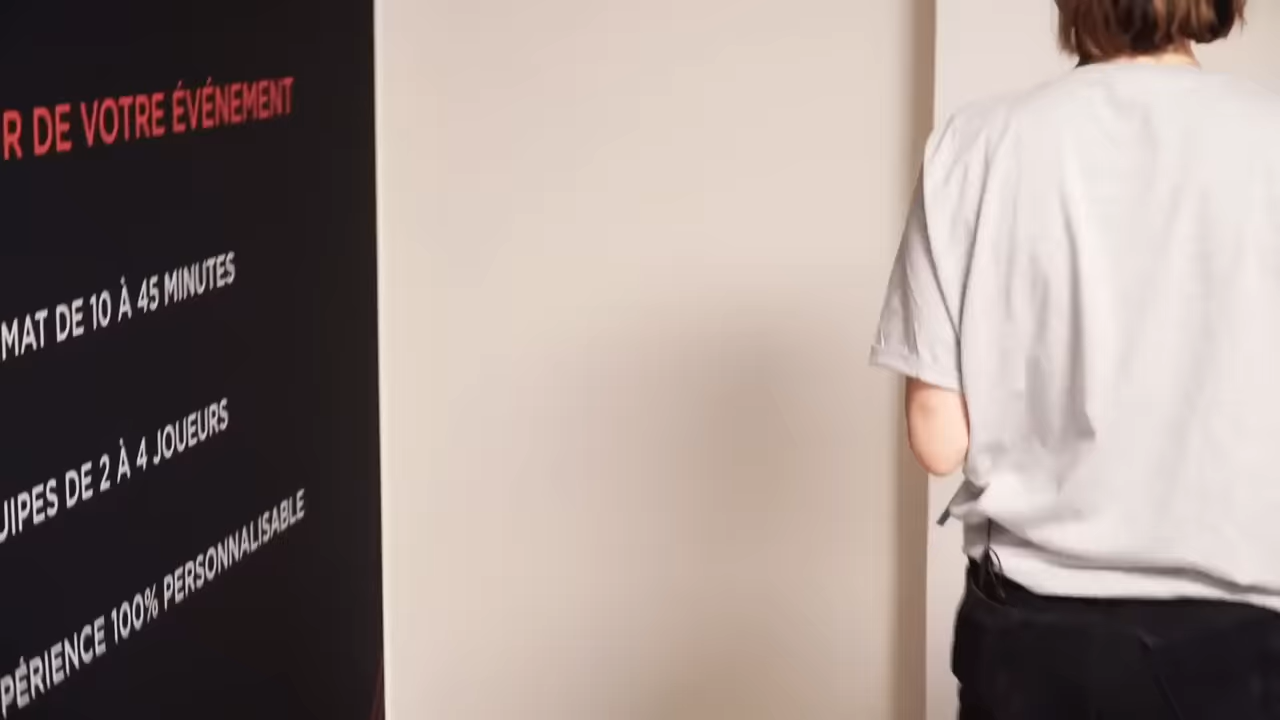 R DE VOTRE ÉVÉNEMENT
MAT DE 10 À 45 MINUTES
UIPES DE 2 À 4 JOUEURS
PÉRIENCE 100% PERSONNALISABLE